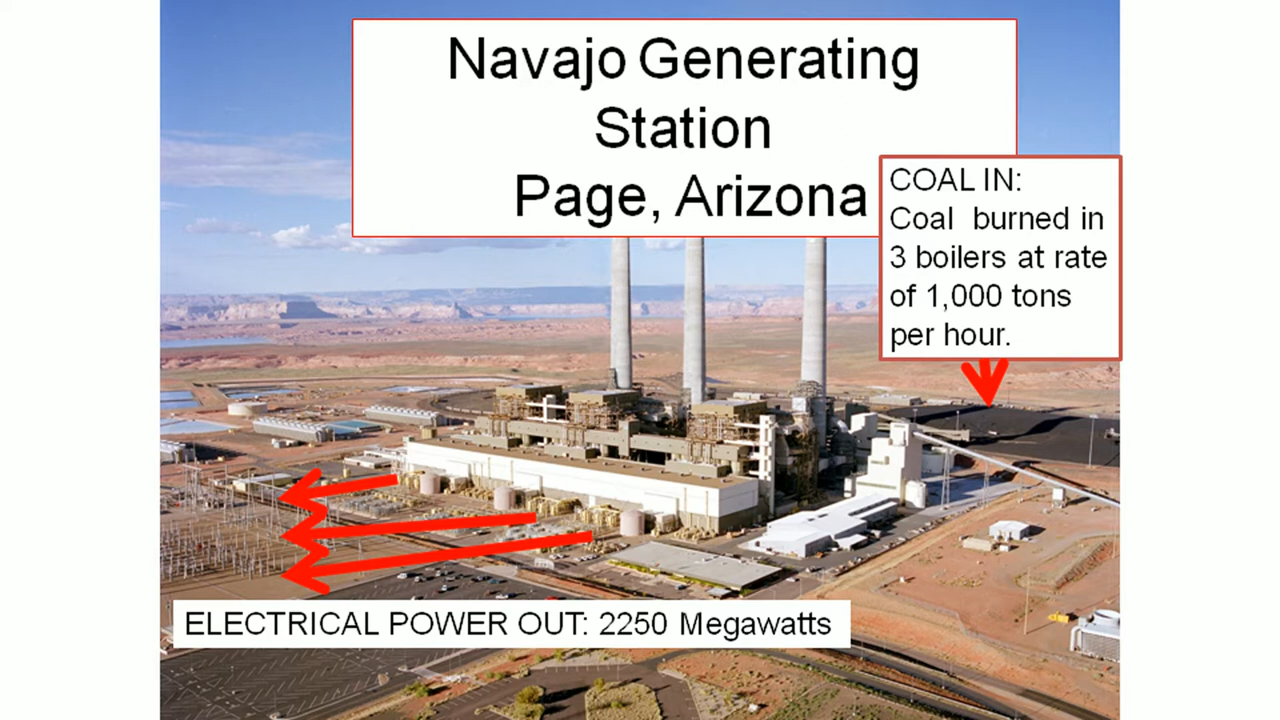 Navajo Generating
Station
Page, Arizona
COAL IN:
Coal burned in
3 boilers at rate
of 1,000 tons
per hour.
ELECTRICAL POWER OUT: 2250 Megawatts